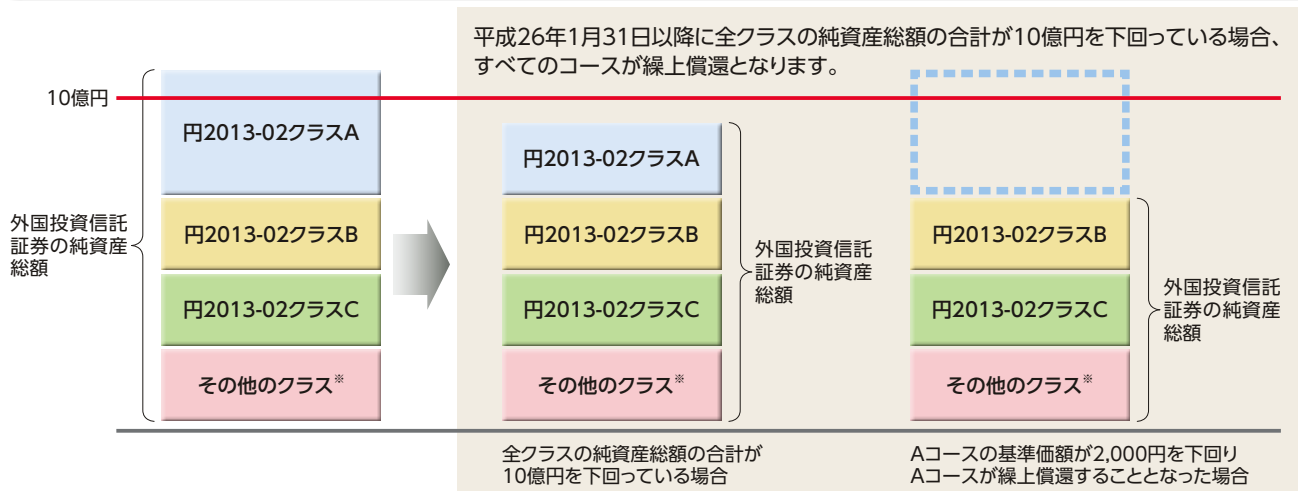 平成26年1月31日以降に全クラスの純資産総額の合計が10億円を下回っている場合、
すべてのコースが繰上償還となります。
10億円
外国投資信託
証券の純資産
総額
円2013-02クラスA
円2013-02クラスB
円2013-02クラスC
その他のクラス※
円2013-02クラスA
円2013-02クラスB
円2013-02クラスC
その他のクラス※
外国投資信託
証券の純資産
総額
全クラスの純資産総額の合計が
10億円を下回っている場合
円2013-02クラスB
円2013-02クラスC
その他のクラス※
外国投資信託
証券の純資産
総額
Aコースの基準価額が2,000円を下回り
Aコースが繰上償還することとなった場合